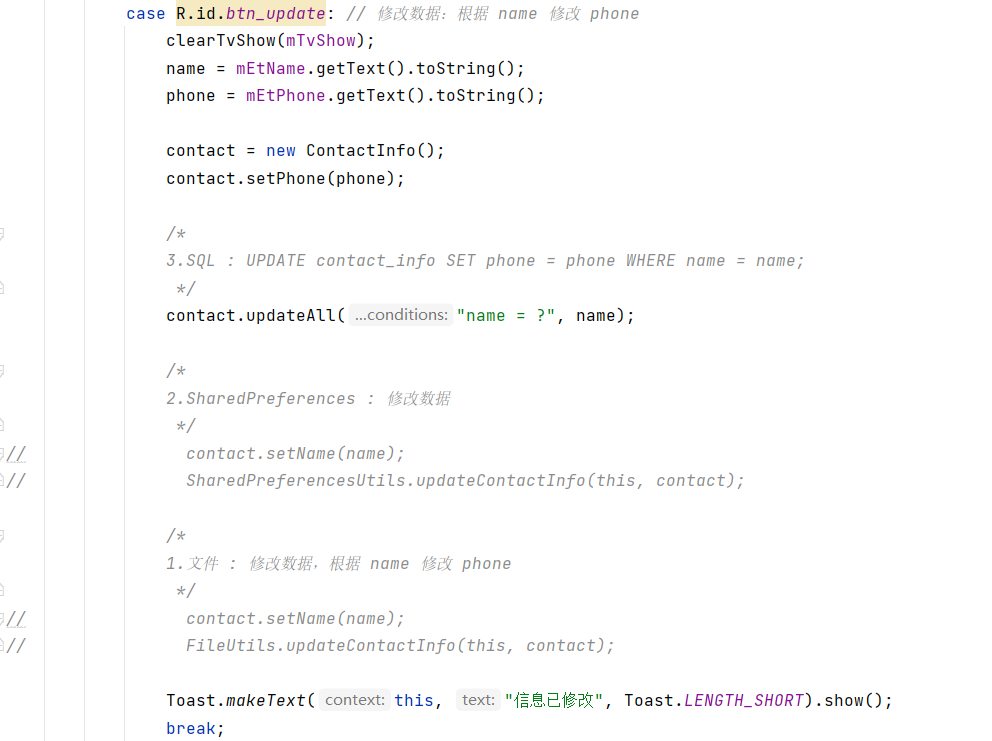 case R.id.btn_update: // 修改数据：根据 name 修改 phone
clearTvShow(mTvShow);
name = mEtName.getText().toString();
phone = mEtPhone.getText().toString();
contact = new ContactInfo();
contact.setPhone(phone);
/*
3.SQL : UPDATE contact_info SET phone = phone WHERE name = name;
*/
contact.updateAll( ...conditions: "name = ?", name);
/*
2.SharedPreferences : 修改数据
*/
// contact.setName(name);
// SharedPreferencesUtils.updateContactInfo(this, contact);
/*
1.文件 : 修改数据，根据 name 修改 phone
*/
// contact.setName(name);
// FileUtils.updateContactInfo(this, contact);
Toast.makeText( context: this, text: "信息已修改", Toast.LENGTH_SHORT).show();
break;